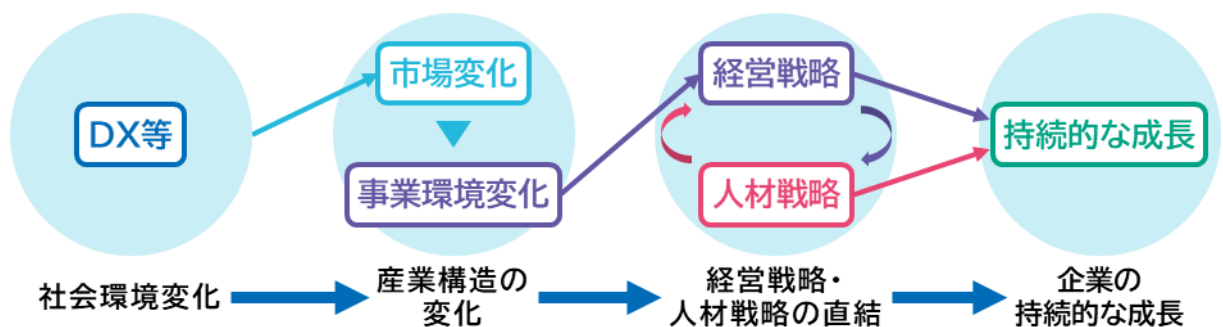 DX等
市場変化
事業環境変化
経営戦略
人材戦略
持続的な成長
社会環境変化
産業構造の
変化
経営戦略・
人材戦略の直結
企業の
持続的な成長